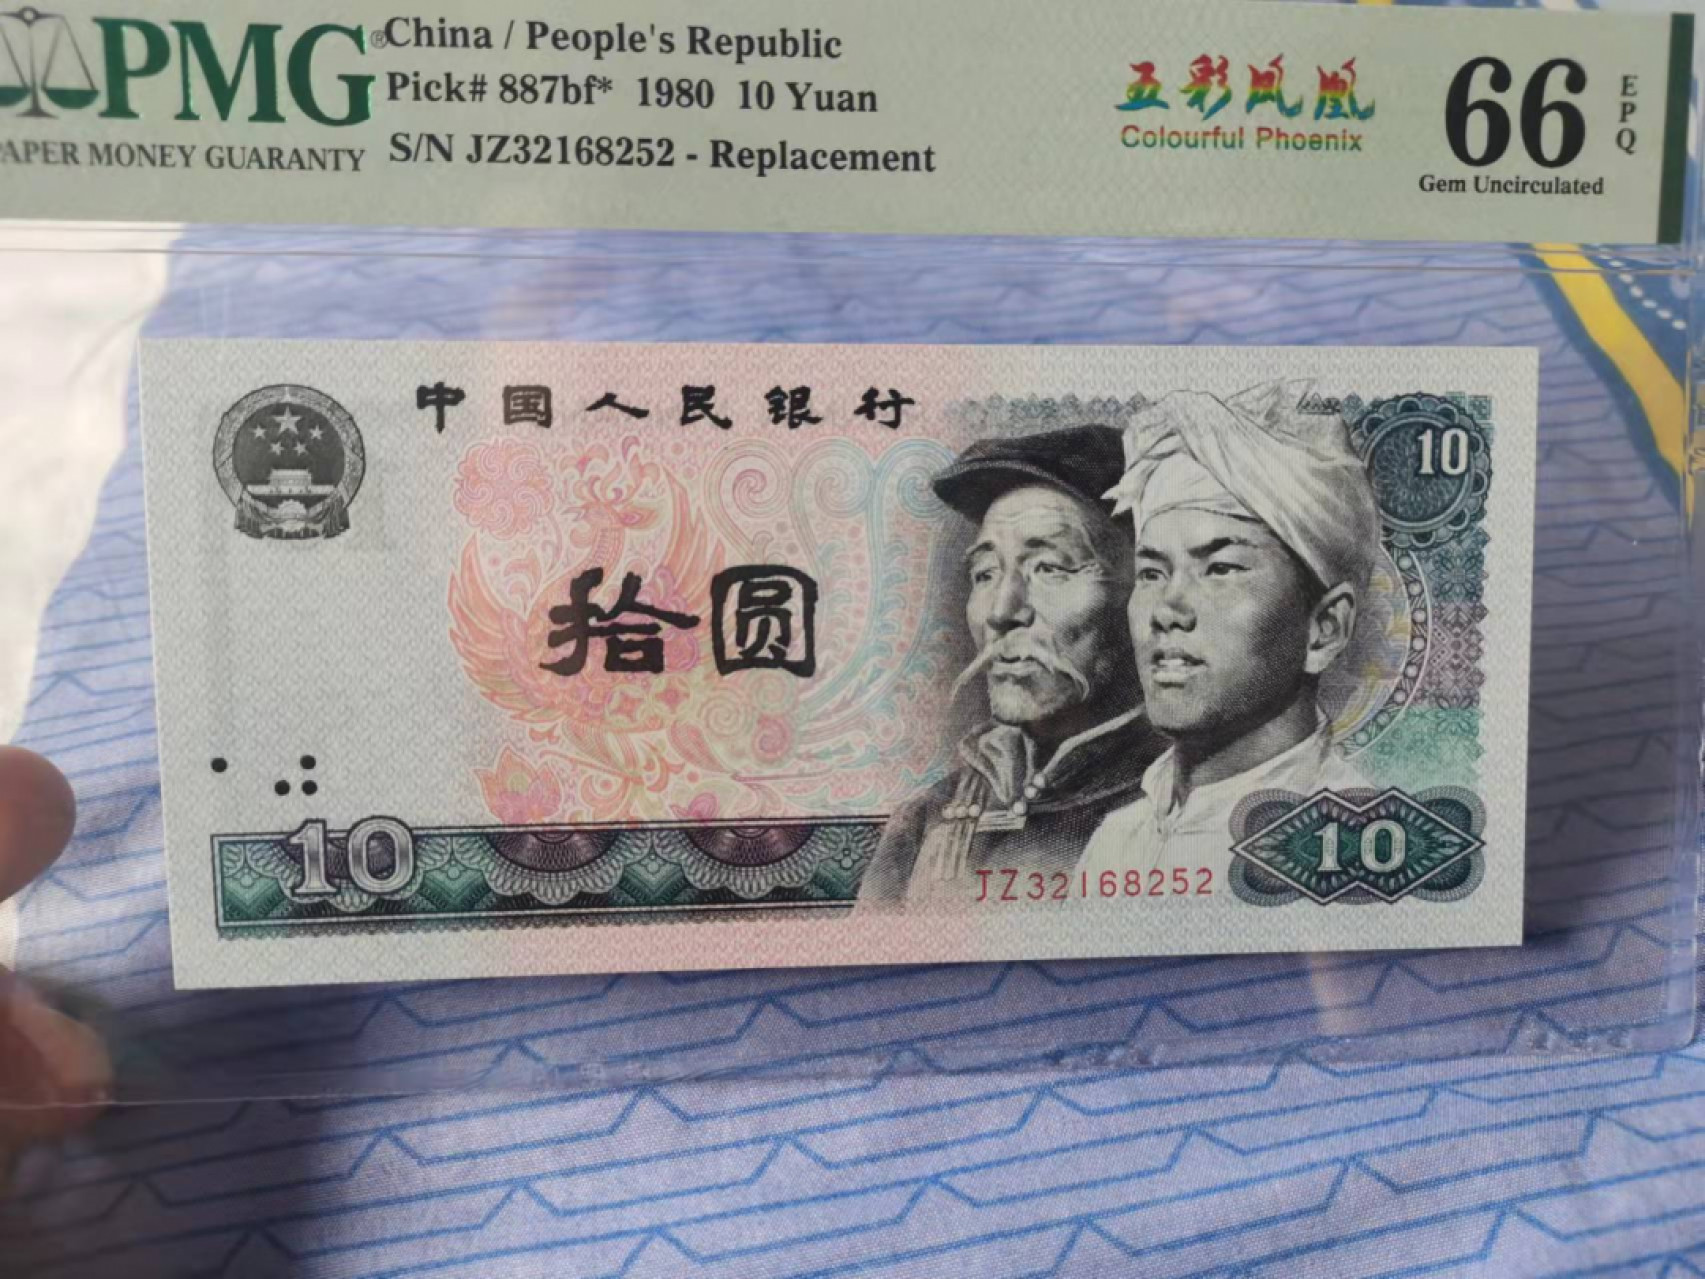 PMG®
PAPER MONEY GUARANTY
China / People's Republic
Pick# 887bf* 1980 10 Yuan
S/N JZ32168252 - Replacement
五彩凤凰
Colourful Phoenix
66
EPQ
Gem Uncirculated
中国人民银行
10
拾圆
10
JZ32168252
10